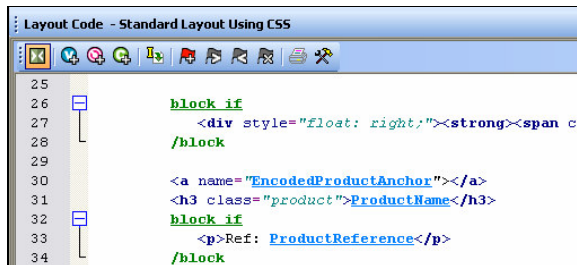 Layout Code - Standard Layout Using CSS
25
26 block if
27 <div style="float: right;"><strong><span c
28 /block
29
30 <a name="EncodedProductAnchor"></a>
31 <h3 class="product">ProductName</h3>
32 block if
33 <p>Ref: ProductReference</p>
34 /block